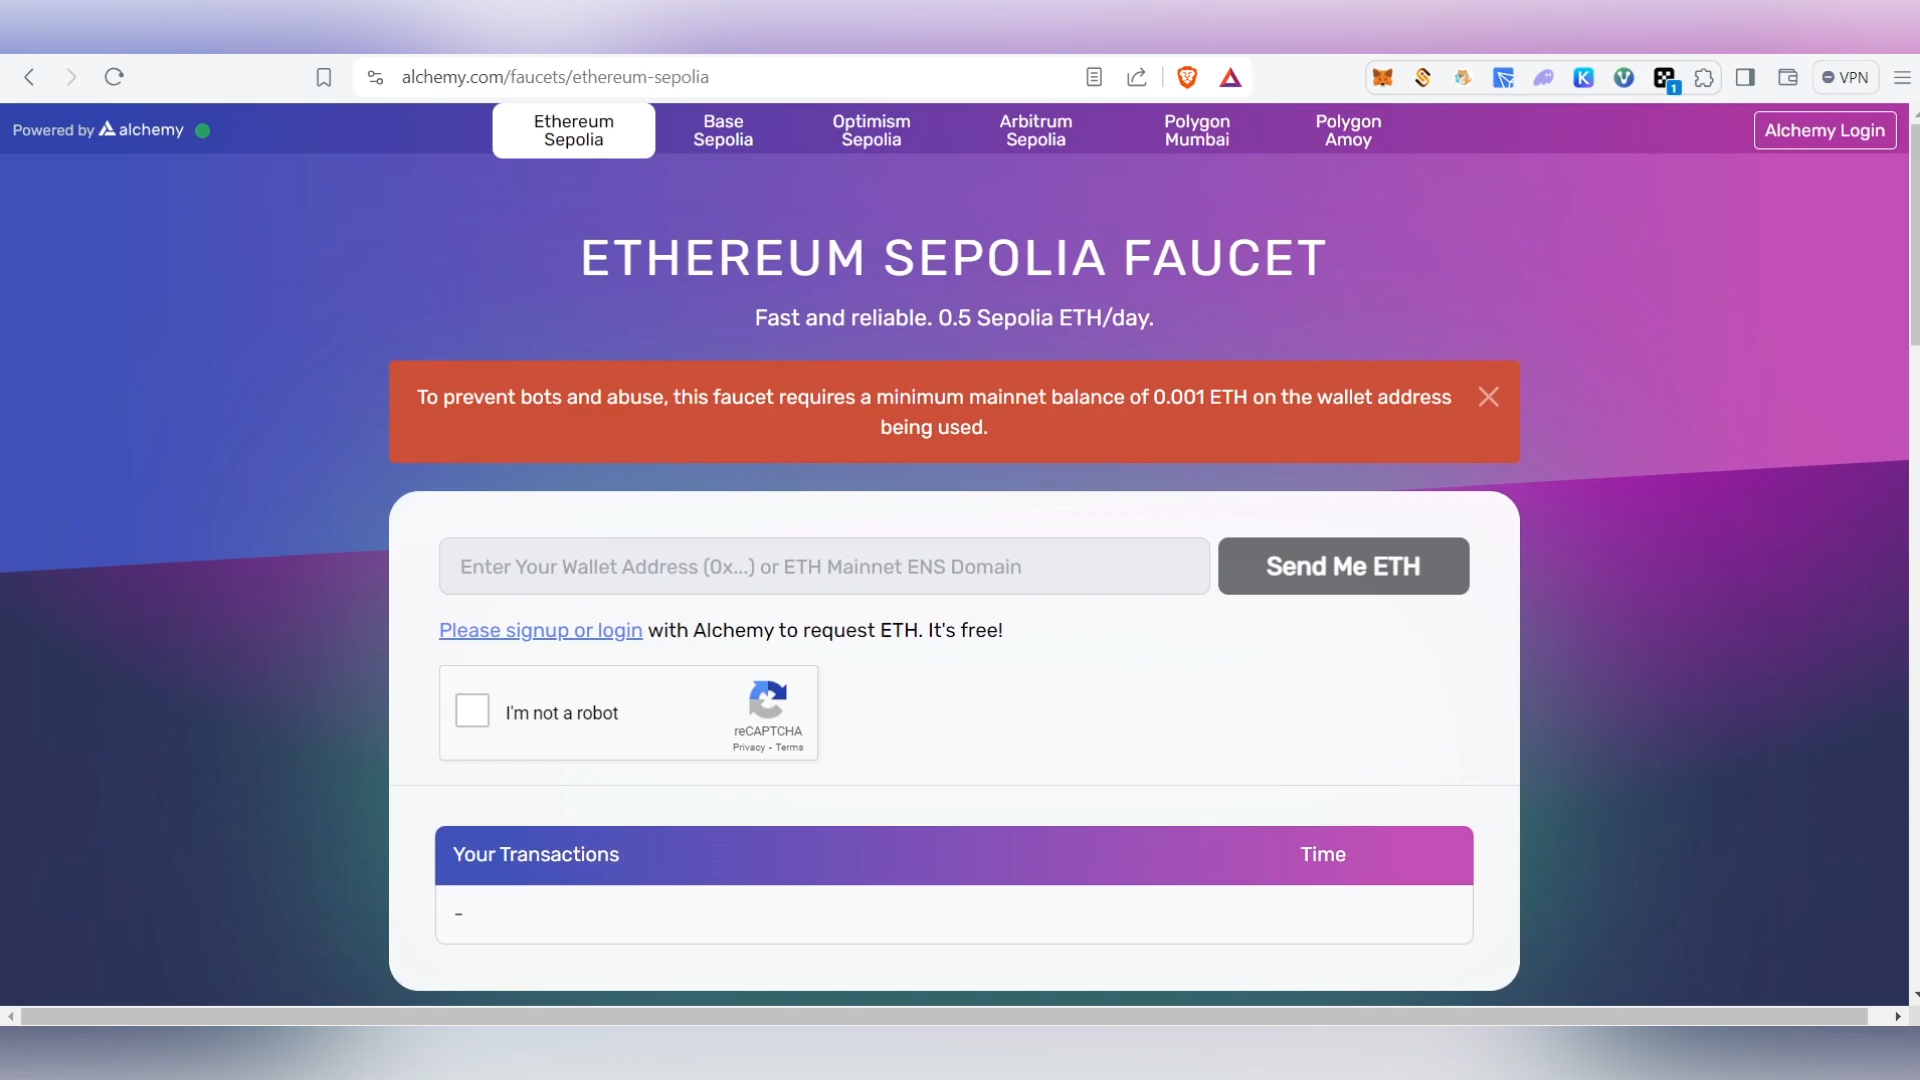 alchemy.com/faucets/ethereum-sepolia
K
1
VPN
Powered by alchemy
Ethereum
Sepolia
Base
Sepolia
Optimism
Sepolia
Arbitrum
Sepolia
Polygon
Mumbai
Polygon
Amoy
Alchemy Login
ETHEREUM SEPOLIA FAUCET
Fast and reliable. 0.5 Sepolia ETH/day.
To prevent bots and abuse, this faucet requires a minimum mainnet balance of 0.001 ETH on the wallet address
being used.
Enter Your Wallet Address (0x...) or ETH Mainnet ENS Domain
Send Me ETH
Please signup or login with Alchemy to request ETH. It's free!
I'm not a robot
reCAPTCHA
Privacy - Terms
Your Transactions
Time
-